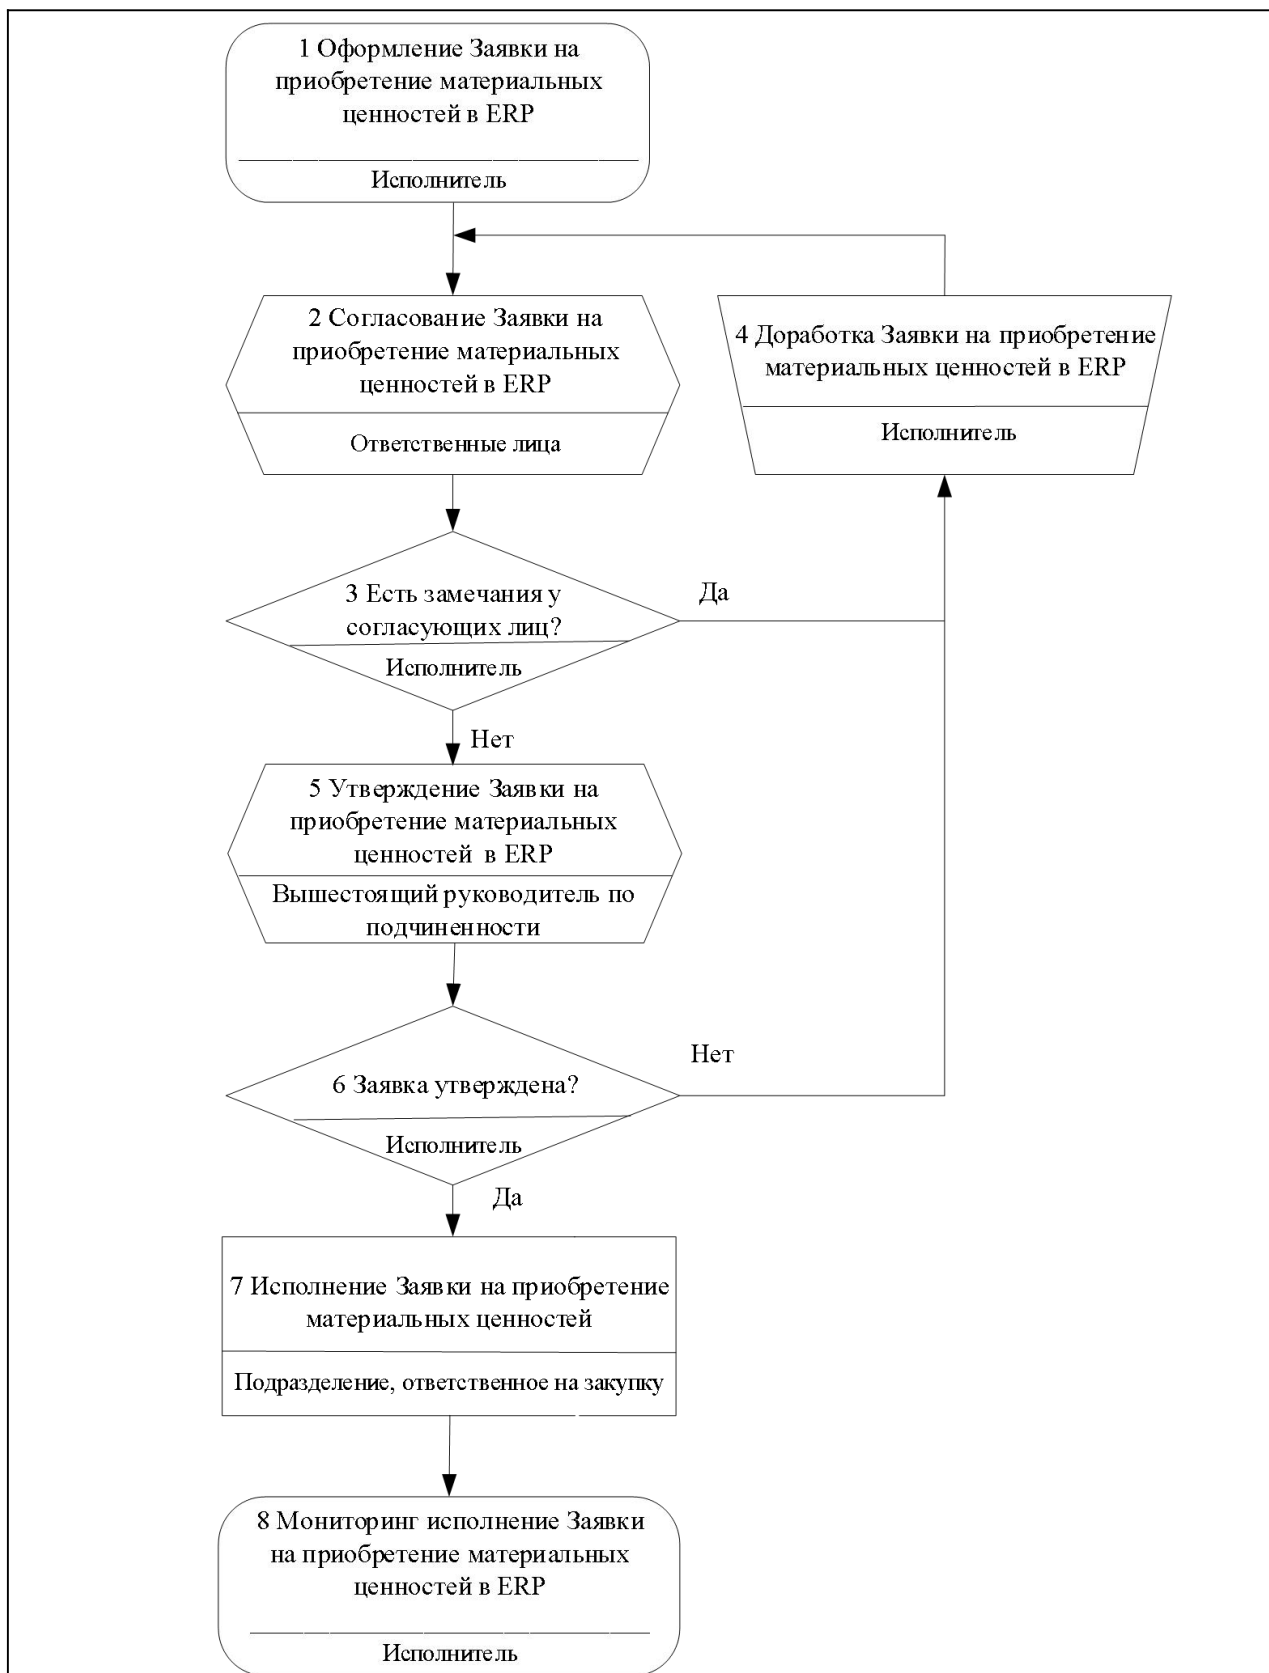 1 Оформление Заявки на
приобретение материальных
ценностей в ERP
Исполнитель
2 Согласование Заявки на
приобретение материальных
ценностей в ERP
Ответственные лица
4 Доработка Заявки на приобретение
материальных ценностей в ERP
Исполнитель
3 Есть замечания у
согласующих лиц?
Исполнитель
Да
Нет
5 Утверждение Заявки на
приобретение материальных
ценностей в ERP
Вышестоящий руководитель по
подчиненности
6 Заявка утверждена?
Исполнитель
Нет
Да
7 Исполнение Заявки на приобретение
материальных ценностей
Подразделение, ответственное на закупку
8 Мониторинг исполнение Заявки
на приобретение материальных
ценностей в ERP
Исполнитель